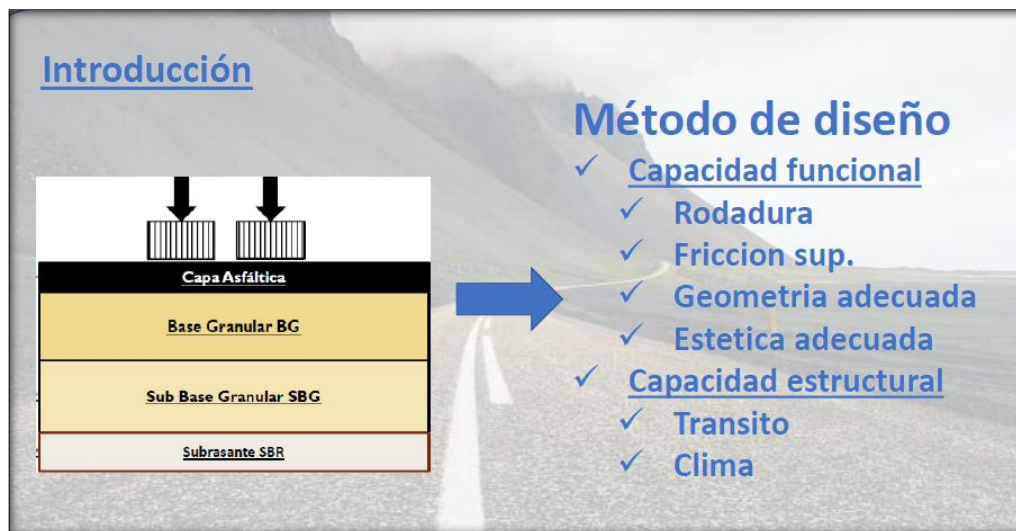 Introducción
Capa Asfáltica
Base Granular BG
Sub Base Granular SBG
Subrasante SBR
Método de diseño
✓ Capacidad funcional
✓ Rodadura
✓ Friccion sup.
✓ Geometria adecuada
✓ Estetica adecuada
✓ Capacidad estructural
✓ Transito
✓ Clima